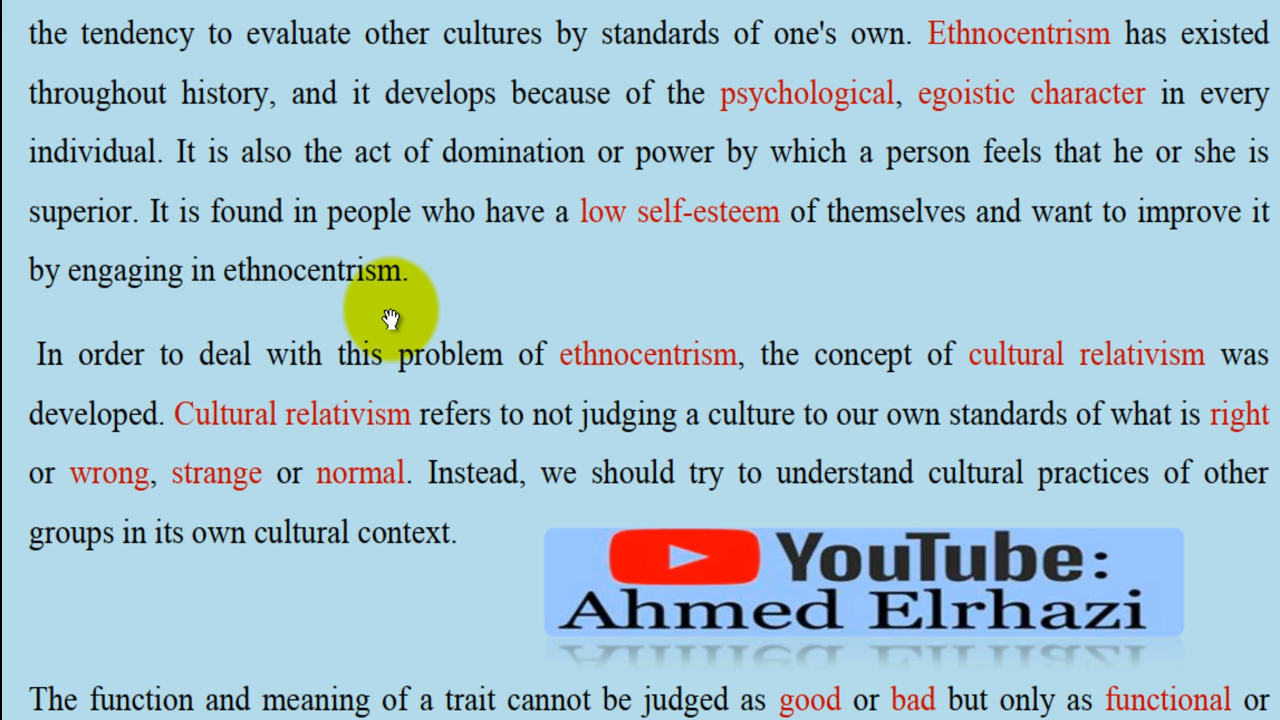 the tendency to evaluate other cultures by standards of one's own. Ethnocentrism has existed
throughout history, and it develops because of the psychological, egoistic character in every
individual. It is also the act of domination or power by which a person feels that he or she is
superior. It is found in people who have a low self-esteem of themselves and want to improve it
by engaging in ethnocentrism.
In order to deal with this problem of ethnocentrism, the concept of cultural relativism was
developed. Cultural relativism refers to not judging a culture to our own standards of what is right
or wrong, strange or normal. Instead, we should try to understand cultural practices of other
groups in its own cultural context.
YouTube:
Ahmed Elrhazi
The function and meaning of a trait cannot be judged as good or bad but only as functional or